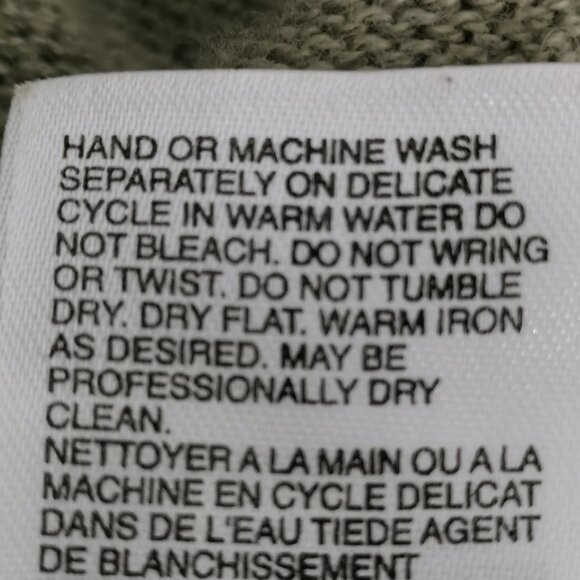 HAND OR MACHINE WASH
SEPARATELY ON DELICATE
CYCLE IN WARM WATER DO
NOT BLEACH. DO NOT WRING
OR TWIST. DO NOT TUMBLE
DRY. DRY FLAT. WARM IRON
AS DESIRED. MAY BE
PROFESSIONALLY DRY
CLEAN.
NETTOYER A LA MAIN OU A LA
MACHINE EN CYCLE DELICAT
DANS DE L'EAU TIEDE AGENT
DE BLANCHISSEMENT